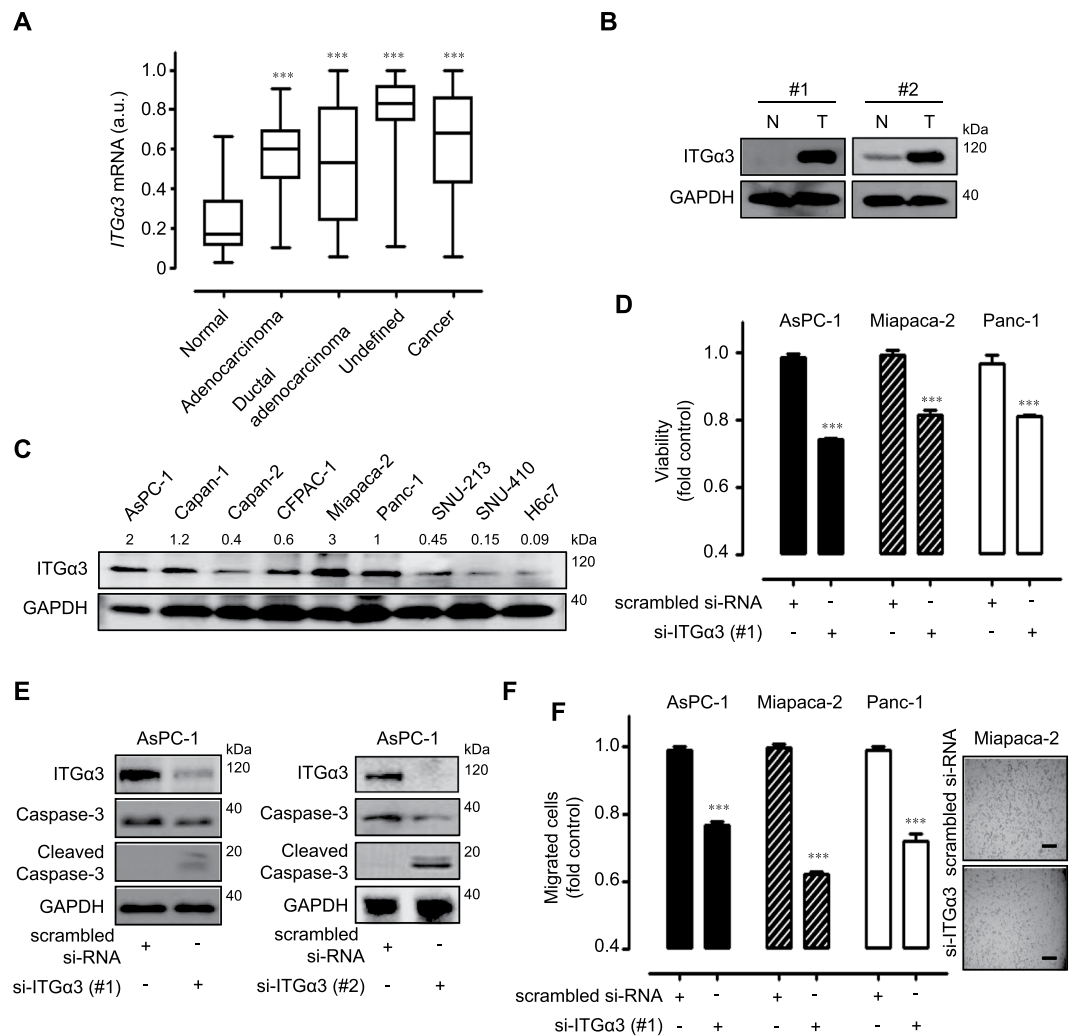 A
ITGα3 mRNA (a.u.)
1.0
0.8
0.6
0.4
0.2
0
*** *** *** ***
Normal
Adenocarcinoma
Ductal
adenocarcinoma
Undefined
Cancer
B
#1 #2
N T N T
kDa
ITGα3 120
GAPDH 40
C
AsPC-1 Capan-1 Capan-2 CFPAC-1 Miapaca-2 Panc-1 SNU-213 SNU-410 H6c7
2 1.2 0.4 0.6 3 1 0.45 0.15 0.09 kDa
ITGα3 120
GAPDH 40
D
AsPC-1 Miapaca-2 Panc-1
Viability
(fold control)
1.0
0.8
0.6
0.4
*** *** ***
scrambled si-RNA + - + - + -
si-ITGα3 (#1) - + - + - +
E
AsPC-1
kDa
ITGα3 120
Caspase-3 40
Cleaved 20
Caspase-3
GAPDH 40
scrambled + -
si-RNA
si-ITGα3 (#1) - +
AsPC-1
kDa
ITGα3 120
Caspase-3 40
Cleaved 20
Caspase-3
GAPDH 40
scrambled + -
si-RNA
si-ITGα3 (#2) - +
F
F
AsPC-1 Miapaca-2 Panc-1
Migrated cells
(fold control)
1.0
0.8
0.6
0.4
*** *** ***
scrambled si-RNA + - + - + -
si-ITGα3 (#1) - + - + - +
Miapaca-2
scrambled si-RNA
si-ITGα3